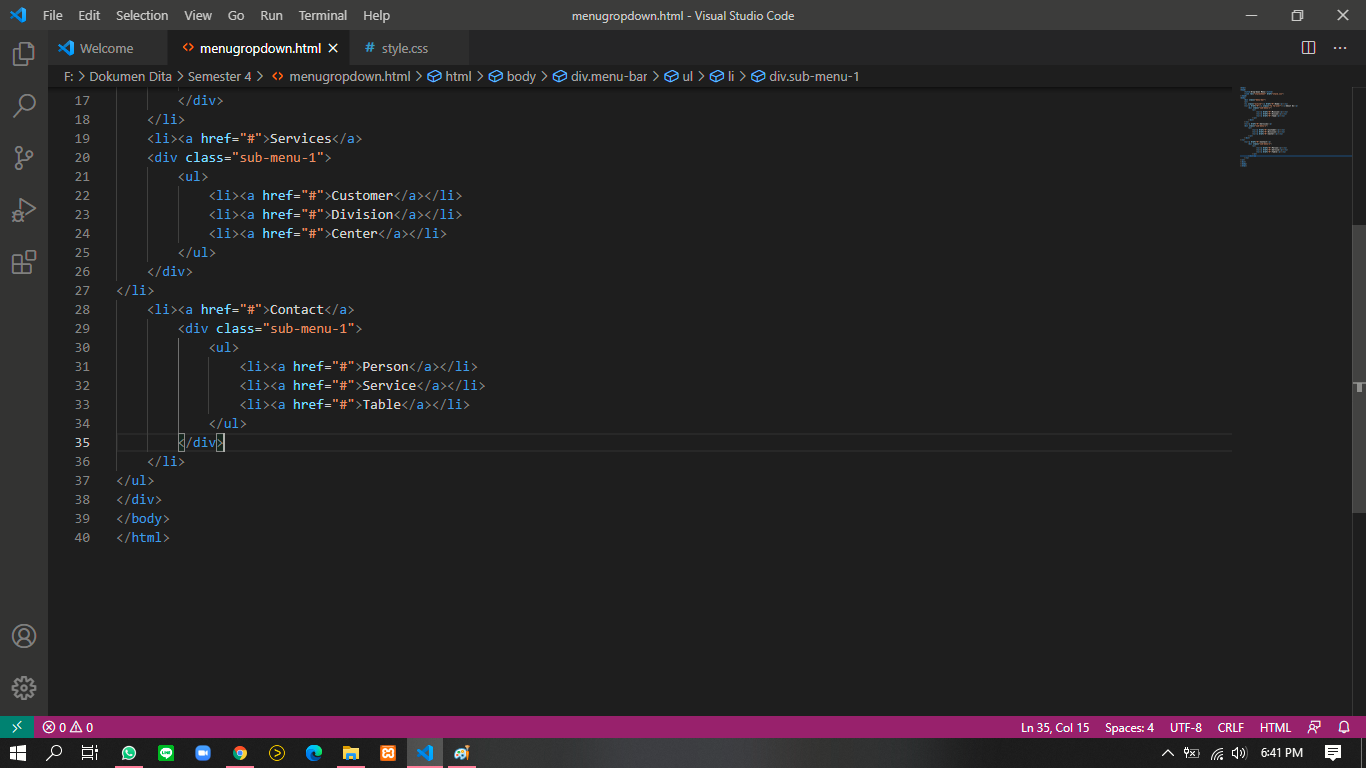 File Edit Selection View Go Run Terminal Help menugropdown.html - Visual Studio Code
Welcome <> menugropdown.html × # style.css ...
F: > Dokumen Dita > Semester 4 > <> menugropdown.html > html > body > div.menu-bar > ul > li > div.sub-menu-1
17 </div>
18 </li>
19 <li><a href="#">Services</a>
20 <div class="sub-menu-1">
21 <ul>
22 <li><a href="#">Customer</a></li>
23 <li><a href="#">Division</a></li>
24 <li><a href="#">Center</a></li>
25 </ul>
26 </div>
27 </li>
28 <li><a href="#">Contact</a>
29 <div class="sub-menu-1">
30 <ul>
31 <li><a href="#">Person</a></li>
32 <li><a href="#">Service</a></li>
33 <li><a href="#">Table</a></li>
34 </ul>
35 </div>
36 </li>
37 </ul>
38 </div>
39 </body>
40 </html>
0 0 Ln 35, Col 15 Spaces: 4 UTF-8 CRLF HTML
6:41 PM